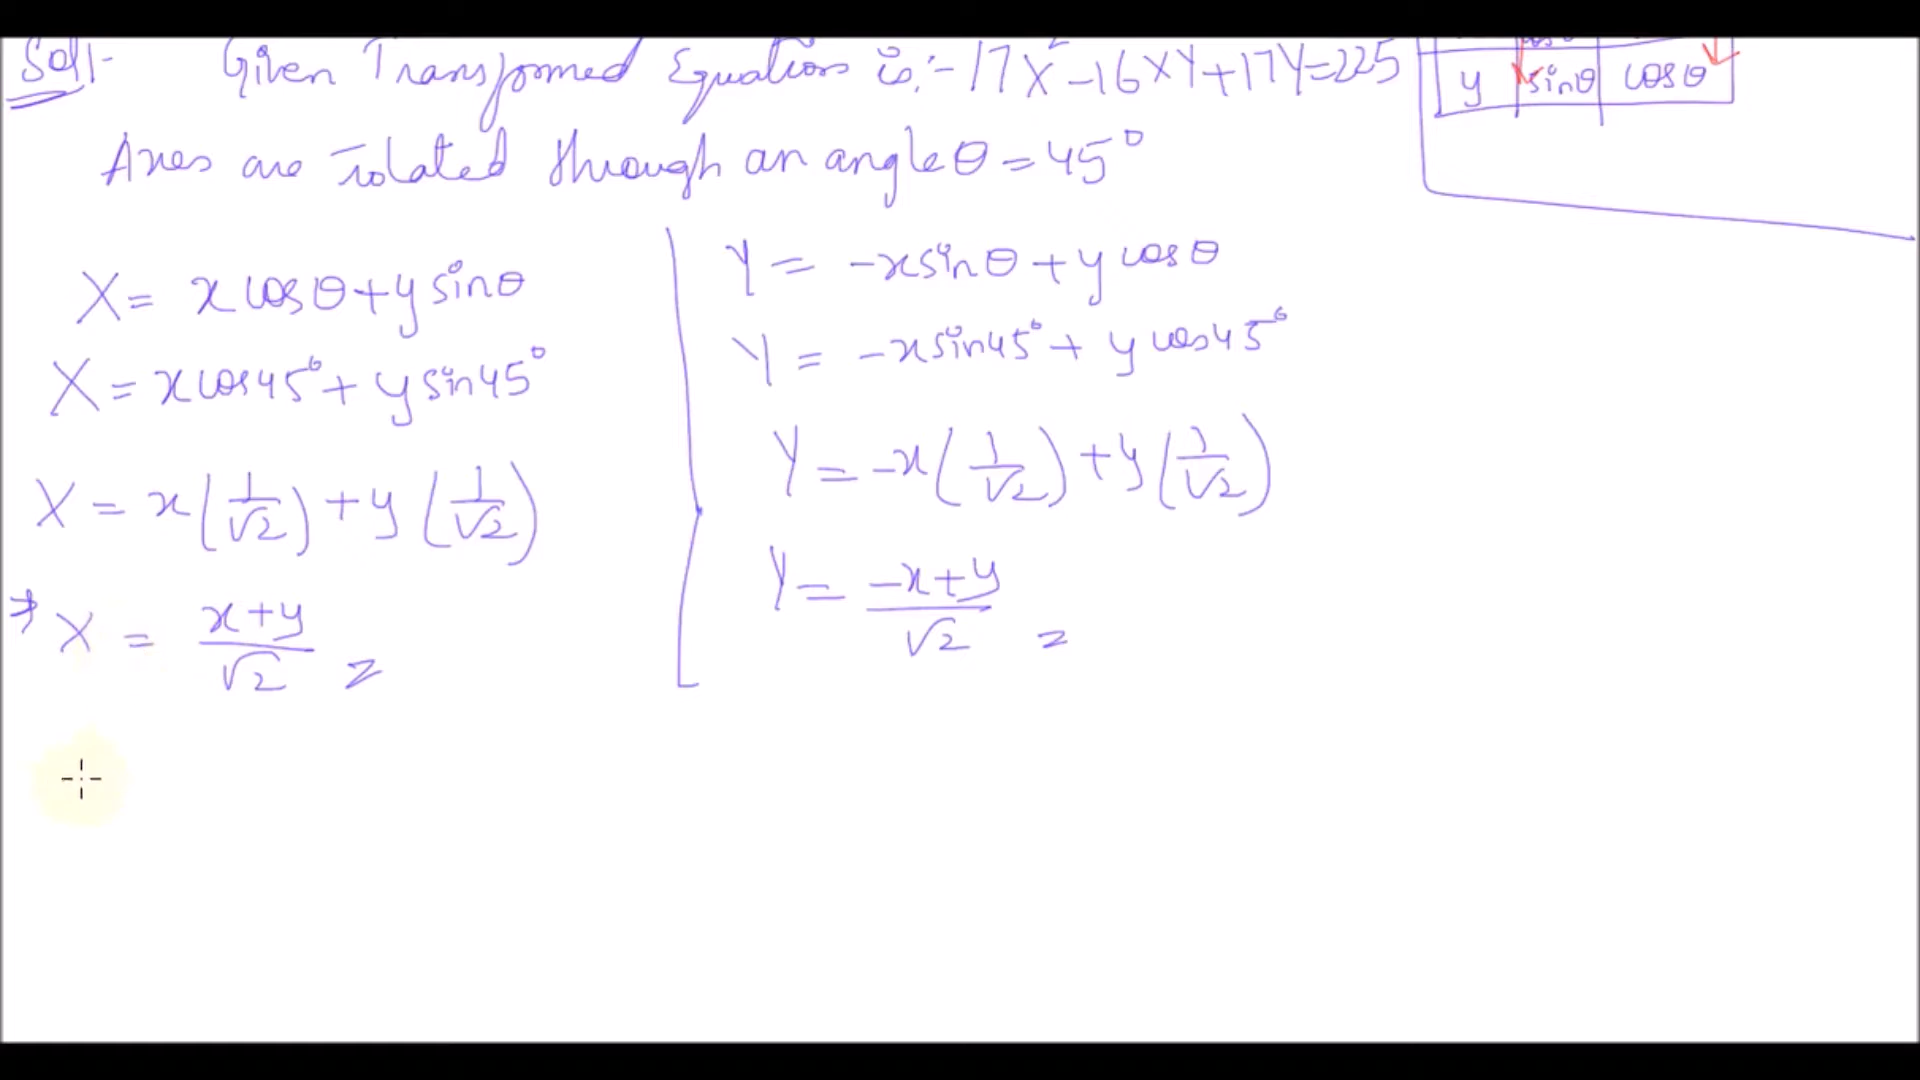 Sol:- Given Transformed Equation is:- 17X²-16XY+17Y=225
y sinθ cosθ
Axes are rotated through an angle θ = 45°
X = x cosθ + y sinθ
X = x cos45° + y sin45°
X = x(1/√2) + y(1/√2)
⇒ X = x+y/√2
Y = -x sinθ + y cosθ
Y = -x sin45° + y cos45°
Y = -x(1/√2) + y(1/√2)
Y = -x+y/√2